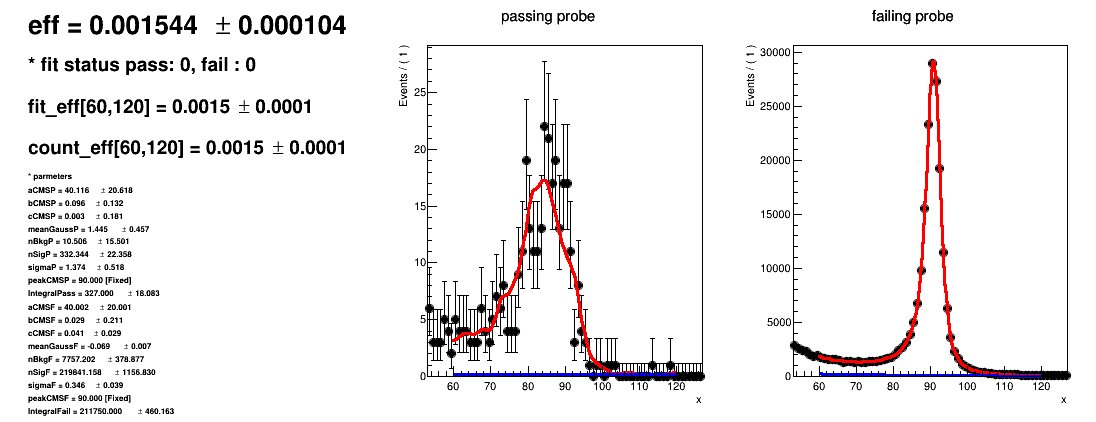 eff = 0.001544 ± 0.000104
* fit status pass: 0, fail : 0
fit_eff[60,120] = 0.0015 ± 0.0001
count_eff[60,120] = 0.0015 ± 0.0001
* parmeters
aCMSP = 40.116 ± 20.618
bCMSP = 0.096 ± 0.132
cCMSP = 0.003 ± 0.181
meanGaussP = 1.445 ± 0.457
nBkgP = 10.506 ± 15.501
nSigP = 332.344 ± 22.358
sigmaP = 1.374 ± 0.518
peakCMSP = 90.000 [Fixed]
IntegralPass = 327.000 ± 18.083
aCMSF = 40.002 ± 20.001
bCMSF = 0.029 ± 0.211
cCMSF = 0.041 ± 0.029
meanGaussF = -0.069 ± 0.007
nBkgF = 7757.202 ± 378.877
nSigF = 219841.158 ± 1156.830
sigmaF = 0.346 ± 0.039
peakCMSF = 90.000 [Fixed]
IntegralFail = 211750.000 ± 460.163
passing probe
Events / ( 1 )
25
20
15
10
5
0
60 70 80 90 100 110 120
x
failing probe
Events / ( 1 )
30000
25000
20000
15000
10000
5000
0
60 70 80 90 100 110 120
x